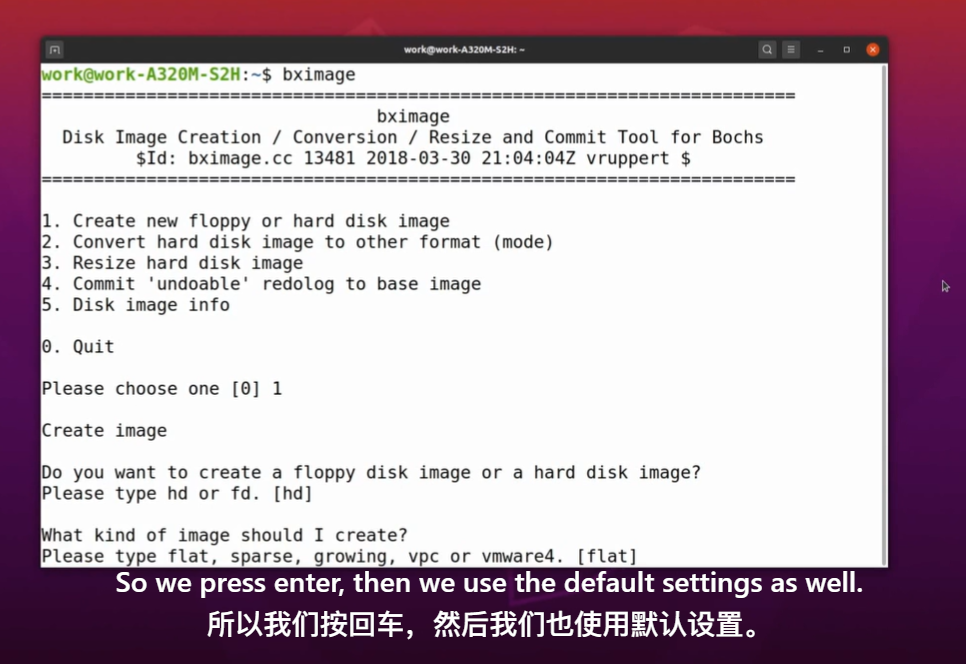 work@work-A320M-S2H: ~
work@work-A320M-S2H:~$ bximage
========================================================================
bximage
Disk Image Creation / Conversion / Resize and Commit Tool for Bochs
$Id: bximage.cc 13481 2018-03-30 21:04:04Z vruppert $
========================================================================
1. Create new floppy or hard disk image
2. Convert hard disk image to other format (mode)
3. Resize hard disk image
4. Commit 'undoable' redolog to base image
5. Disk image info
0. Quit
Please choose one [0] 1
Create image
Do you want to create a floppy disk image or a hard disk image?
Please type hd or fd. [hd]
What kind of image should I create?
Please type flat, sparse, growing, vpc or vmware4. [flat]
So we press enter, then we use the default settings as well.
所以我们按回车，然后我们也使用默认设置。